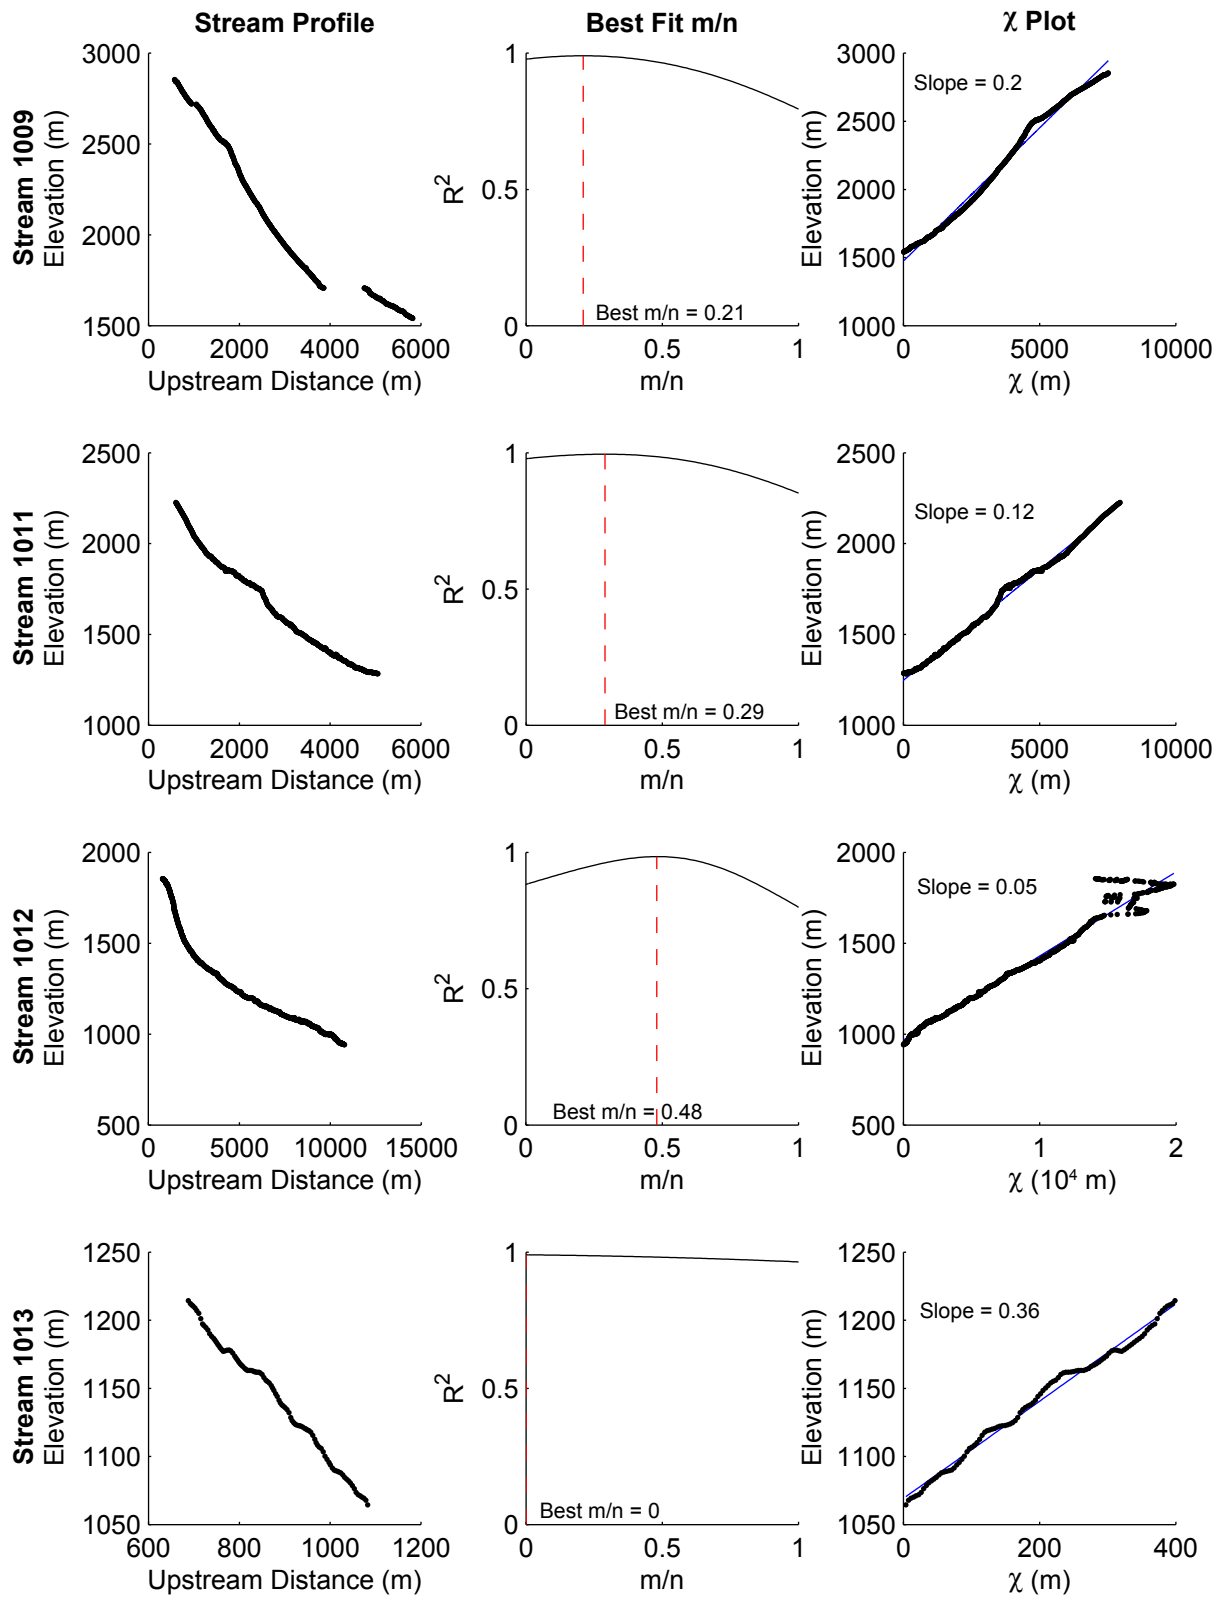 Stream Profile
Best Fit m/n
χ Plot
Stream 1009
Elevation (m)
3000
2500
2000
1500
0 2000 4000 6000
Upstream Distance (m)
R²
1
0.5
0
Best m/n = 0.21
0 0.5 1
m/n
Elevation (m)
3000
2500
2000
1500
1000
Slope = 0.2
0 5000 10000
χ (m)
Stream 1011
Elevation (m)
2500
2000
1500
1000
0 2000 4000 6000
Upstream Distance (m)
R²
1
0.5
0
Best m/n = 0.29
0 0.5 1
m/n
Elevation (m)
2500
2000
1500
1000
Slope = 0.12
0 5000 10000
χ (m)
Stream 1012
Elevation (m)
2000
1500
1000
500
0 5000 10000 15000
Upstream Distance (m)
R²
1
0.5
0
Best m/n = 0.48
0 0.5 1
m/n
Elevation (m)
2000
1500
1000
500
Slope = 0.05
0 1 2
χ (10⁴ m)
Stream 1013
Elevation (m)
1250
1200
1150
1100
1050
600 800 1000 1200
Upstream Distance (m)
R²
1
0.5
0
Best m/n = 0
0 0.5 1
m/n
Elevation (m)
1250
1200
1150
1100
1050
Slope = 0.36
0 200 400
χ (m)